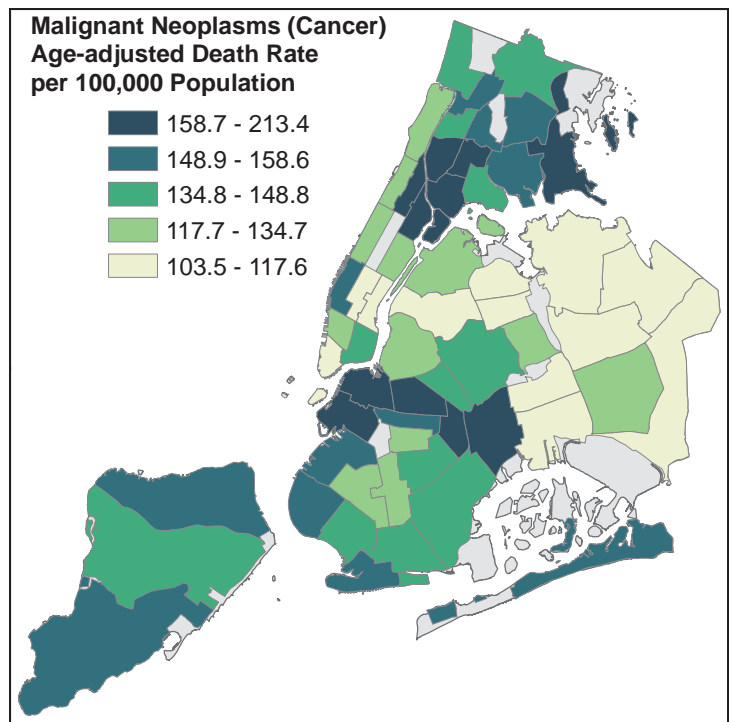 Malignant Neoplasms (Cancer)
Age-adjusted Death Rate
per 100,000 Population
158.7 - 213.4
148.9 - 158.6
134.8 - 148.8
117.7 - 134.7
103.5 - 117.6